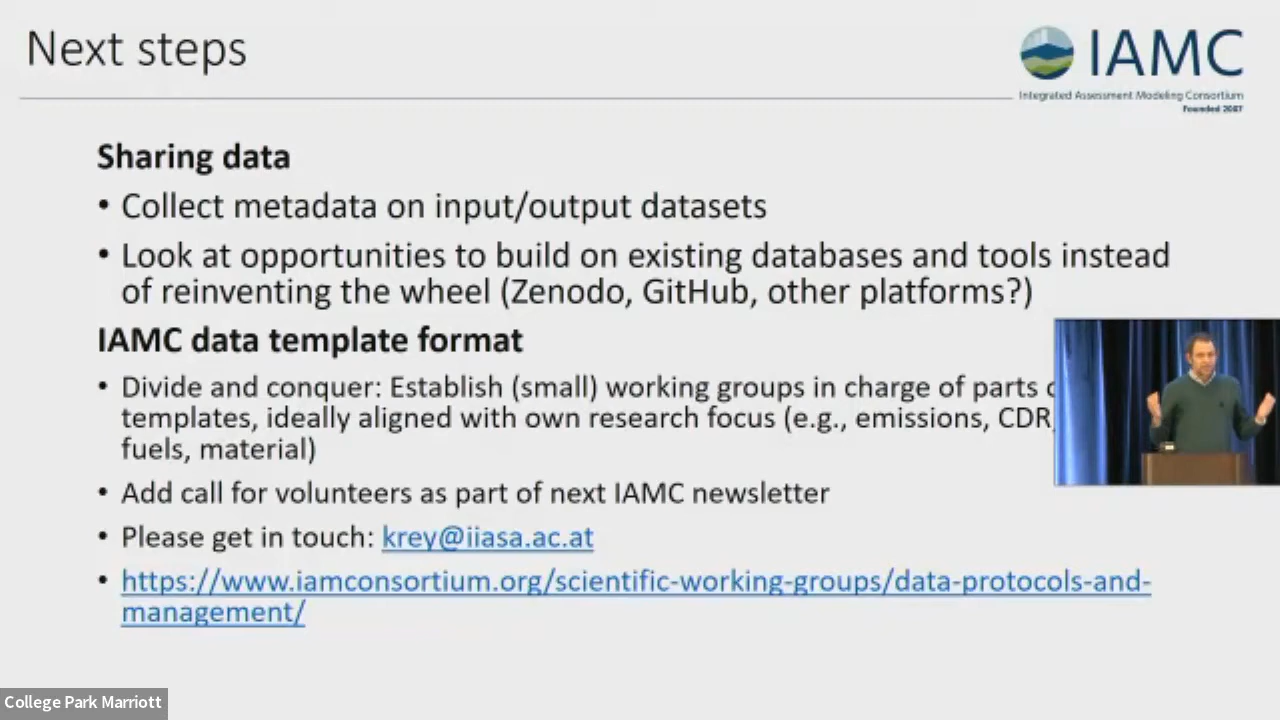 Next steps
IAMC
Integrated Assessment Modeling Consortium
Founded 2007
Sharing data
• Collect metadata on input/output datasets
• Look at opportunities to build on existing databases and tools instead
of reinventing the wheel (Zenodo, GitHub, other platforms?)
IAMC data template format
• Divide and conquer: Establish (small) working groups in charge of parts
templates, ideally aligned with own research focus (e.g., emissions, CDR,
fuels, material)
• Add call for volunteers as part of next IAMC newsletter
• Please get in touch: krey@iiasa.ac.at
• https://www.iamconsortium.org/scientific-working-groups/data-protocols-and-
management/
College Park Marriott